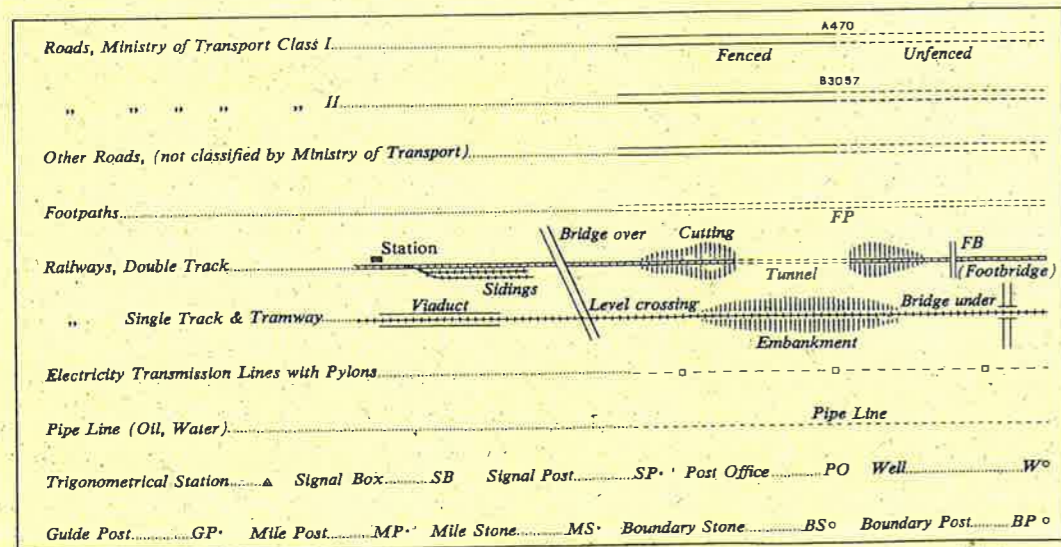 A470
Roads, Ministry of Transport Class I
Fenced Unfenced
B3057
„ „ „ „ „ II
Other Roads, (not classified by Ministry of Transport)
Footpaths
FP
Bridge over Cutting
Station FB
Railways, Double Track
Tunnel (Footbridge)
Sidings
Viaduct Level crossing Bridge under
„ Single Track & Tramway
Embankment
Electricity Transmission Lines with Pylons
Pipe Line
Pipe Line (Oil, Water)
Trigonometrical Station ▵ Signal Box SB Signal Post SP· Post Office PO Well W○
Guide Post GP· Mile Post MP· Mile Stone MS· Boundary Stone BS○ Boundary Post BP○